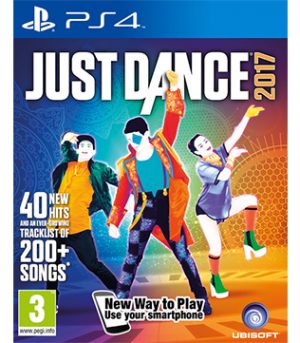 PS4
JUST DANCE
2017
40 NEW
HITS
AND AN EVER-GROWING
TRACKLIST OF
200+
SONGS*
3
www.pegi.info
New Way to Play
Use your smartphone
UBISOFT